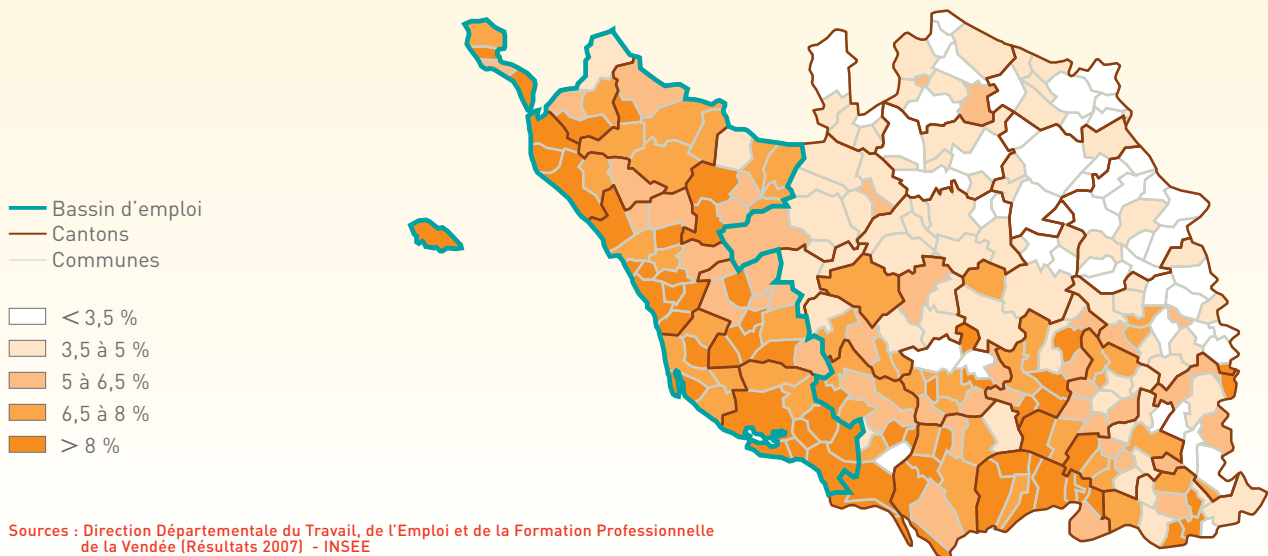 Bassin d'emploi
Cantons
Communes
< 3,5 %
3,5 à 5 %
5 à 6,5 %
6,5 à 8 %
> 8 %
Sources : Direction Départementale du Travail, de l'Emploi et de la Formation Professionnelle
de la Vendée (Résultats 2007) - INSEE